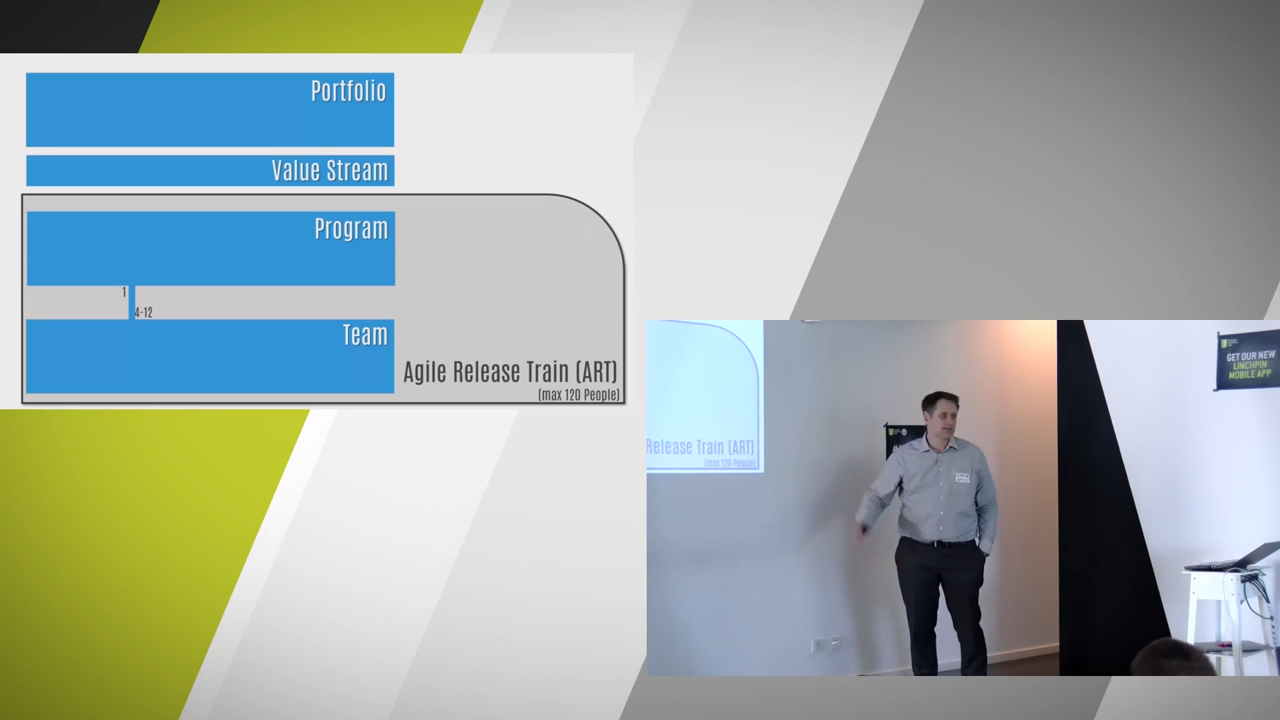 Portfolio
Value Stream
Program
1
4-12
Team
Agile Release Train (ART)
(max 120 People)
Release Train (ART)
(max 120 People)
GET OUR NEW
LINCHPIN
MOBILE APP